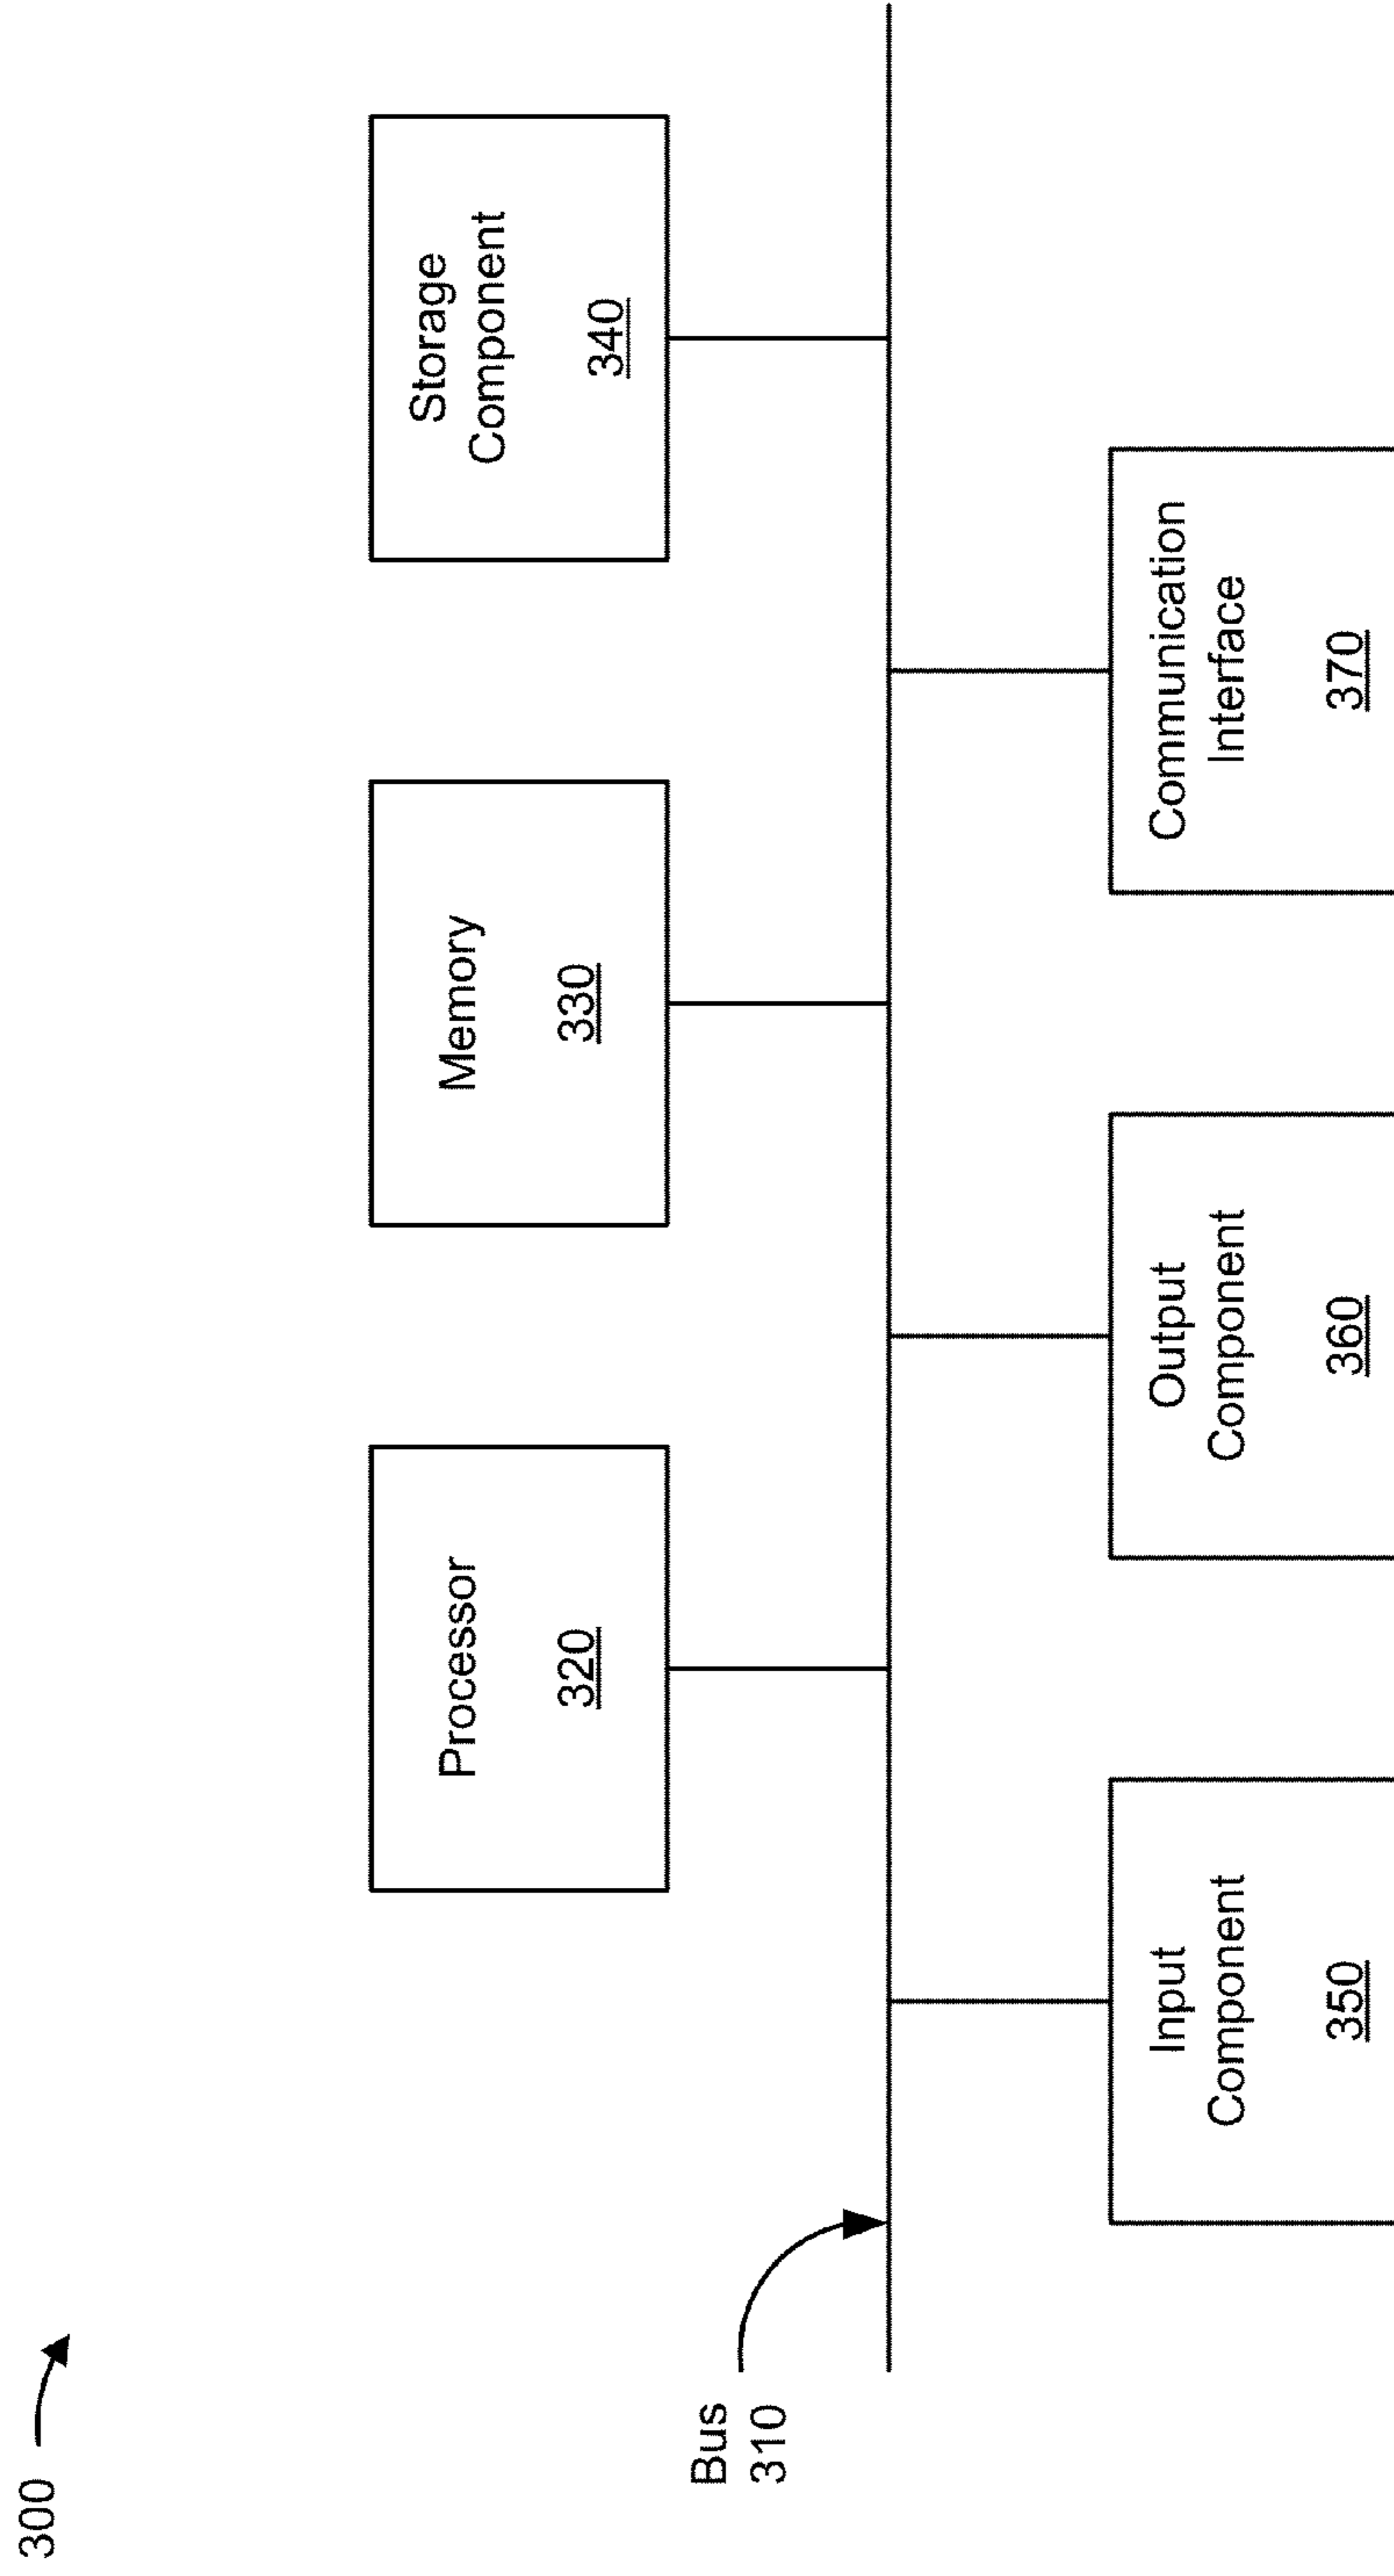 300
Processor
320
Memory
330
Storage
Component
340
Bus
310
Input
Component
350
Output
Component
360
Communication
Interface
370